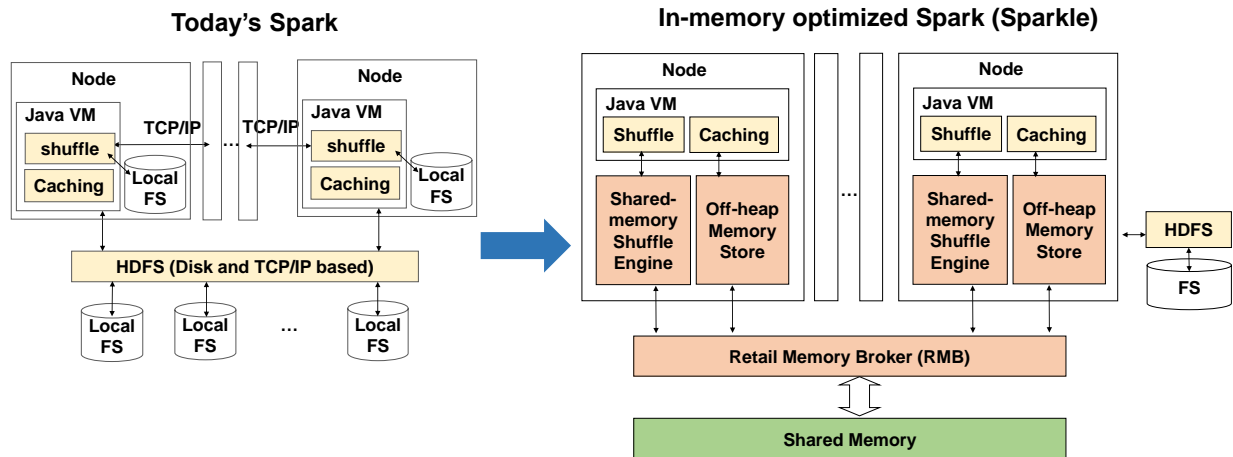 Today's Spark
Node
Java VM
shuffle
Caching
Local
FS
TCP/IP
...
TCP/IP
Node
Java VM
shuffle
Caching
Local
FS
HDFS (Disk and TCP/IP based)
Local
FS
Local
FS
...
Local
FS
In-memory optimized Spark (Sparkle)
Node
Java VM
Shuffle
Caching
Shared-
memory
Shuffle
Engine
Off-heap
Memory
Store
...
Node
Java VM
Shuffle
Caching
Shared-
memory
Shuffle
Engine
Off-heap
Memory
Store
HDFS
FS
Retail Memory Broker (RMB)
Shared Memory